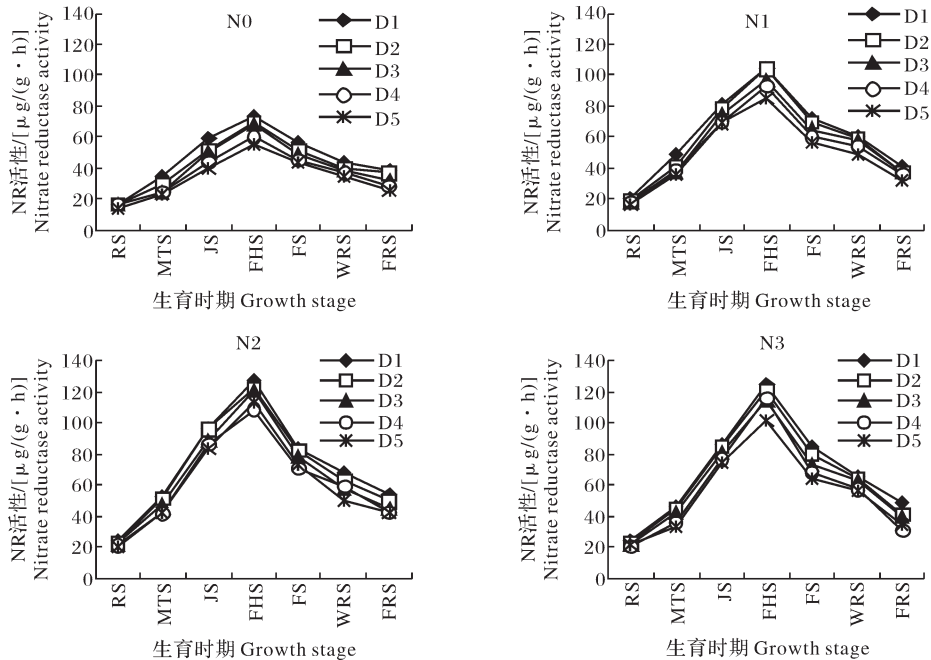 N0
D1
D2
D3
D4
D5
140
120
100
80
60
40
20
0
NR活性/[μg/(g·h)]
Nitrate reductase activity
RS
MTS
JS
FHS
FS
WRS
FRS
生育时期 Growth stage
N1
D1
D2
D3
D4
D5
140
120
100
80
60
40
20
0
NR活性/[μg/(g·h)]
Nitrate reductase activity
RS
MTS
JS
FHS
FS
WRS
FRS
生育时期 Growth stage
N2
D1
D2
D3
D4
D5
140
120
100
80
60
40
20
0
NR活性/[μg/(g·h)]
Nitrate reductase activity
RS
MTS
JS
FHS
FS
WRS
FRS
生育时期 Growth stage
N3
D1
D2
D3
D4
D5
140
120
100
80
60
40
20
0
NR活性/[μg/(g·h)]
Nitrate reductase activity
RS
MTS
JS
FHS
FS
WRS
FRS
生育时期 Growth stage